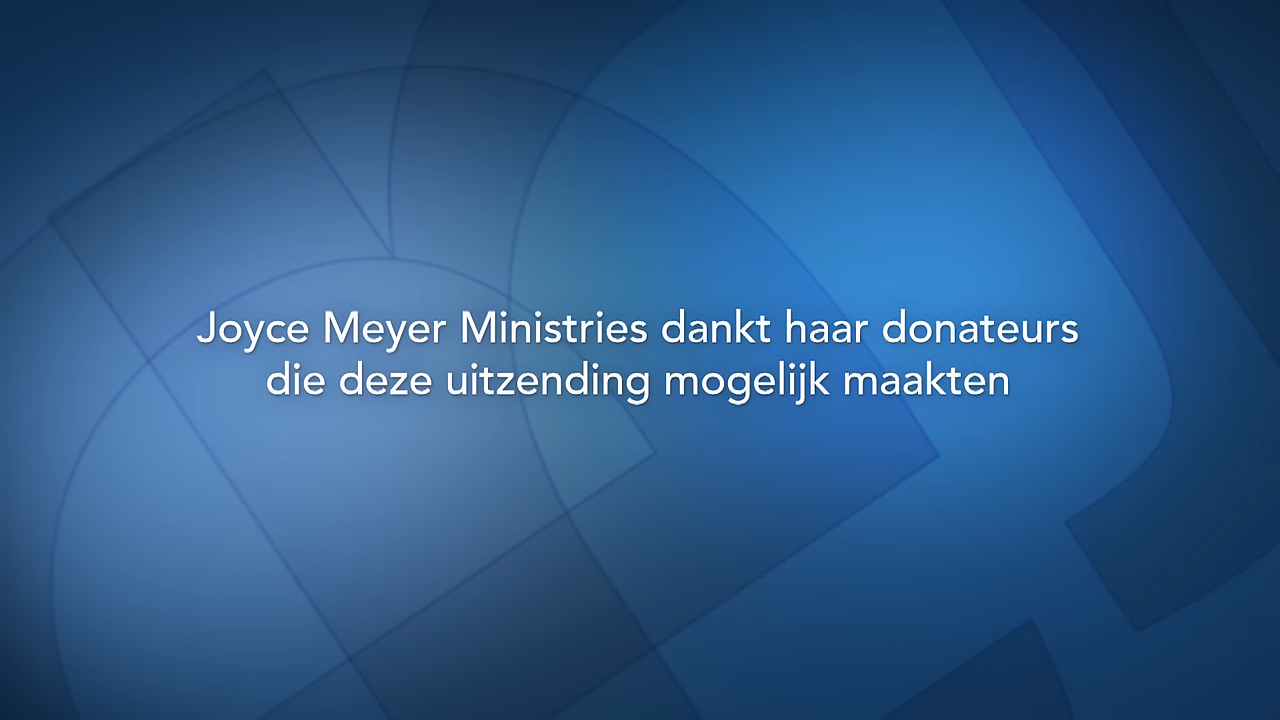 Joyce Meyer Ministries dankt haar donateurs
die deze uitzending mogelijk maakten